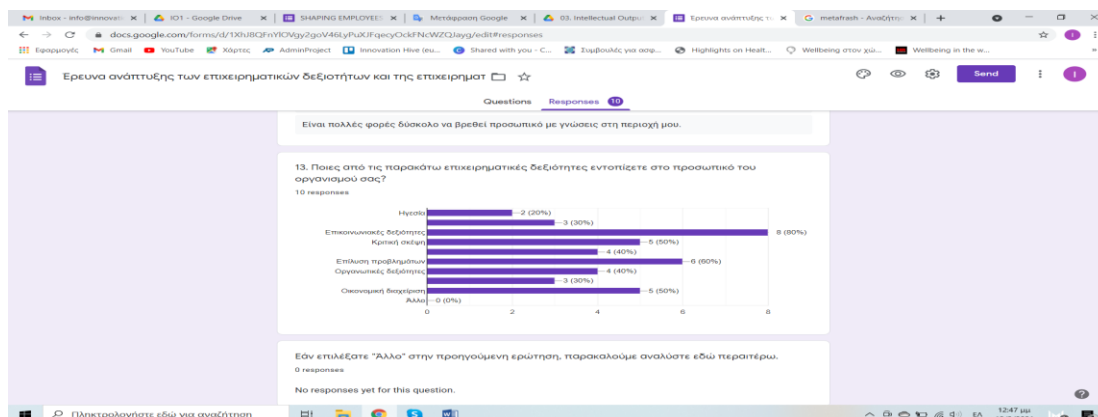 Inbox - info@innovati
IO1 - Google Drive
SHAPING EMPLOYEE
Μετάφραση Google
03. Intellectual Outpu
Έρευνα ανάπτυξης τ
metafrash - Αναζήτη
docs.google.com/forms/d/
/edit#responses
Εφαρμογές
Gmail
YouTube
Χάρτες
AdminProject
Innovation Hive (eu...
Shared with you - C...
Συμβουλές για ασφ...
Highlights on Healt...
Wellbeing στον χώ...
Wellbeing in the w...
Έρευνα ανάπτυξης των επιχειρηματικών δεξιοτήτων και της επιχειρηματ
Send
I
Questions Responses 10
Είναι πολλές φορές δύσκολο να βρεθεί προσωπικό με γνώσεις στη περιοχή μου.
13. Ποιες από τις παρακάτω επιχειρηματικές δεξιότητες εντοπίζετε στο προσωπικό του
οργανισμού σας?
10 responses
Ηγεσία 2 (20%)
3 (30%)
Επικοινωνιακές δεξιότητες 8 (80%)
Κριτική σκέψη 5 (50%)
4 (40%)
Επίλυση προβλημάτων 6 (60%)
Οργανωτικές δεξιότητες 4 (40%)
3 (30%)
Οικονομική διαχείριση 5 (50%)
Άλλο 0 (0%)
0 2 4 6 8
Εάν επιλέξατε "Άλλο" στην προηγούμενη ερώτηση, παρακαλούμε αναλύστε εδώ περαιτέρω.
0 responses
No responses yet for this question.
Πληκτρολογήστε εδώ για αναζήτηση
12:47 μμ